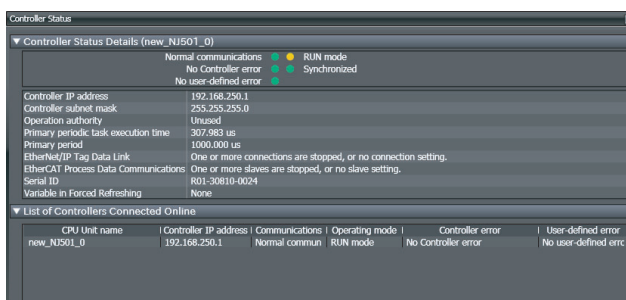 Controller Status
Controller Status Details (new_NJ501_0)
Normal communications RUN mode
No Controller error Synchronized
No user-defined error
Controller IP address 192.168.250.1
Controller subnet mask 255.255.255.0
Operation authority Unused
Primary periodic task execution time 307.983 us
Primary period 1000.000 us
EtherNet/IP Tag Data Link One or more connections are stopped, or no connection setting.
EtherCAT Process Data Communications One or more slaves are stopped, or no slave setting.
Serial ID R01-30810-0024
Variable in Forced Refreshing None
List of Controllers Connected Online
CPU Unit name Controller IP address Communications Operating mode Controller error User-defined error
new_NJ501_0 192.168.250.1 Normal commun RUN mode No Controller error No user-defined errc